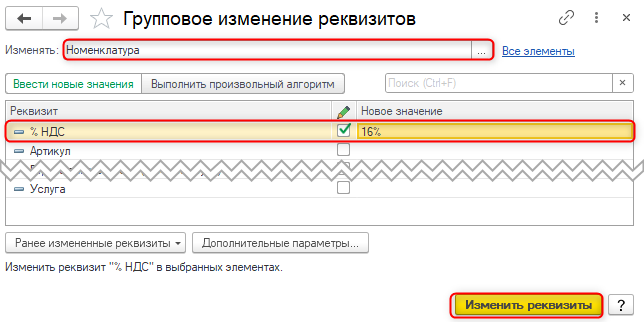 Групповое изменение реквизитов
Изменять: Номенклатура ... Все элементы
Ввести новые значения Выполнить произвольный алгоритм Поиск (Ctrl+F) ×
Реквизит Новое значение
% НДС 16%
Артикул
Услуга
Ранее измененные реквизиты Дополнительные параметры...
Изменить реквизит "% НДС" в выбранных элементах.
Изменить реквизиты ?